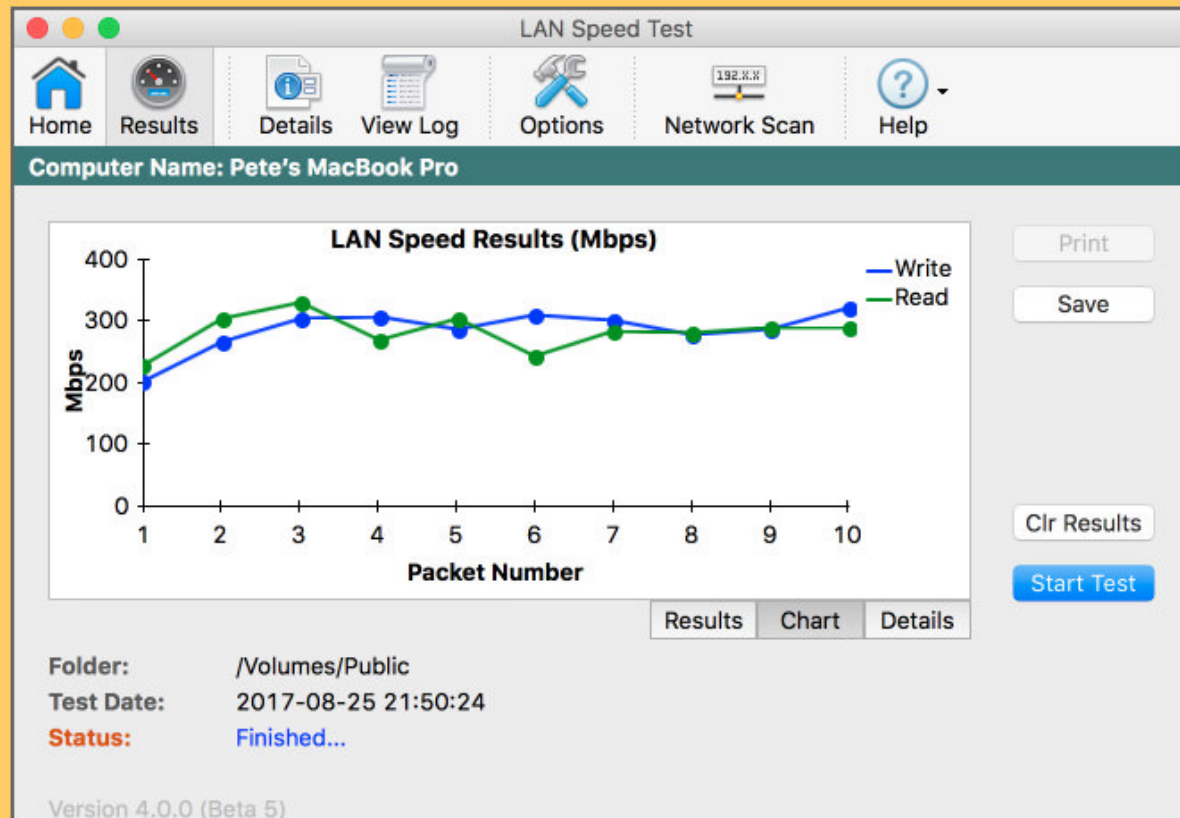 LAN Speed Test
192.X.X
Home Results Details View Log Options Network Scan Help
Computer Name: Pete's MacBook Pro
LAN Speed Results (Mbps)
Write
Read
400
300
200
100
0
Mbps
1 2 3 4 5 6 7 8 9 10
Packet Number
Print
Save
Clr Results
Start Test
Results Chart Details
Folder: /Volumes/Public
Test Date: 2017-08-25 21:50:24
Status: Finished...
Version 4.0.0 (Beta 5)